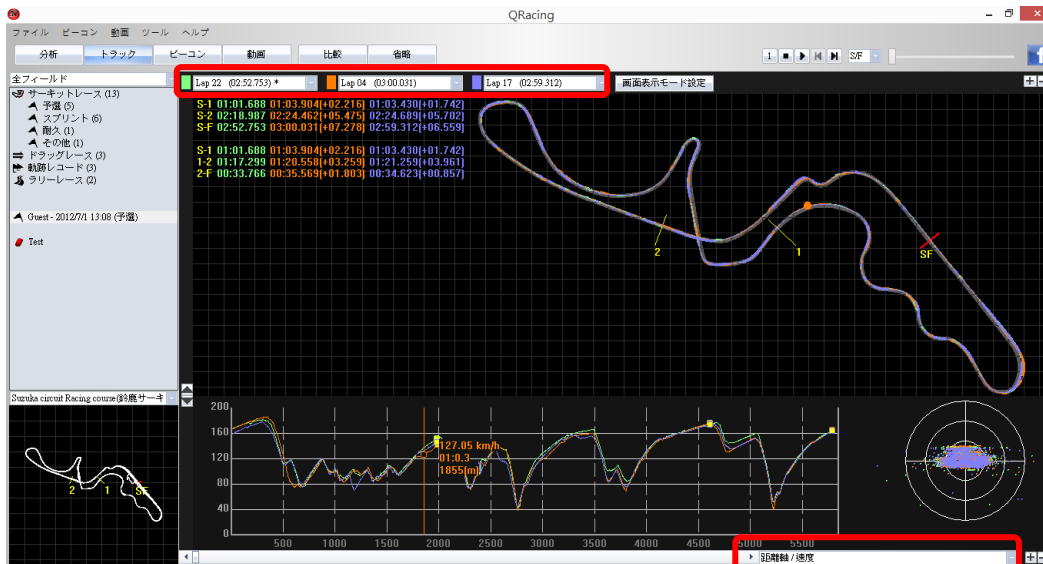 QRacing
ファイル ビーコン 動画 ツール ヘルプ
分析 トラック ビーコン 動画 比較 省略 1 S/F
全フィールド Lap 22 (02:52.753) * Lap 04 (03:00.031) Lap 17 (02:59.312) 画面表示モード設定
サーキットレース (13)
予選 (5)
スプリント (6)
耐久 (1)
その他 (1)
ドラッグレース (3)
軌跡レコード (3)
ラリーレース (2)
Guest - 2012/7/1 13:08 (予選)
Test
S-1 01:01.688 01:03.904(+02.216) 01:03.430(+01.742)
S-2 02:18.987 02:24.462(+05.475) 02:24.689(+05.702)
S-F 02:52.753 03:00.031(+07.278) 02:59.312(+06.559)
S-1 01:01.688 01:03.904(+02.216) 01:03.430(+01.742)
1-2 01:17.299 01:20.558(+03.259) 01:21.259(+03.961)
2-F 00:33.766 00:35.569(+01.803) 00:34.623(+00.857)
2 1 SF
Suzuka circuit Racing course(鈴鹿サーキ
2 1 SF
200
160
120
80
40
0
127.05 km/h
01:0.3
1855(m)
500 1000 1500 2000 2500 3000 3500 4000 4500 5000 5500
距離軸 / 速度